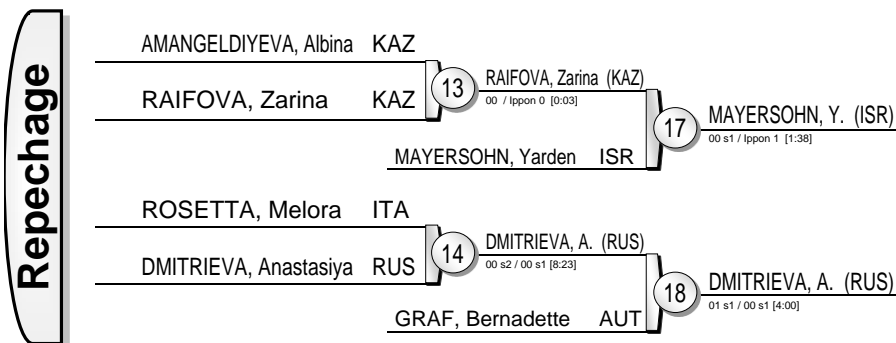 Repechage
AMANGELDIYEVA, Albina KAZ
RAIFOVA, Zarina KAZ
13
RAIFOVA, Zarina (KAZ)
00 / Ippon 0 [0:03]
MAYERSOHN, Yarden ISR
17
MAYERSOHN, Y. (ISR)
00 s1 / Ippon 1 [1:38]
ROSETTA, Melora ITA
DMITRIEVA, Anastasiya RUS
14
DMITRIEVA, A. (RUS)
00 s2 / 00 s1 [8:23]
GRAF, Bernadette AUT
18
DMITRIEVA, A. (RUS)
01 s1 / 00 s1 [4:00]